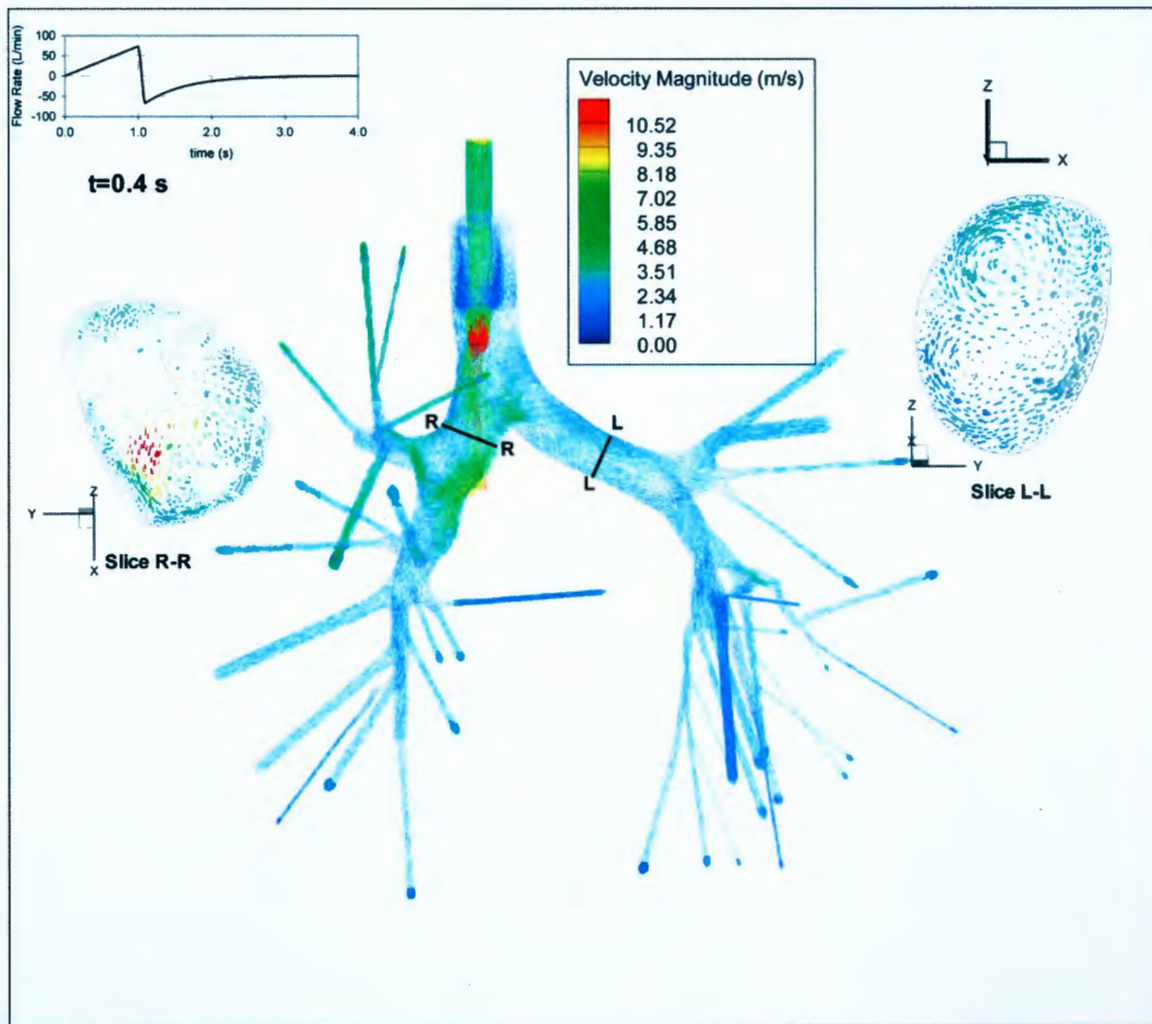 Flow Rate (L/min)
100
50
0
-50
-100
0.0 1.0 2.0 3.0 4.0
time (s)
t=0.4 s
Velocity Magnitude (m/s)
10.52
9.35
8.18
7.02
5.85
4.68
3.51
2.34
1.17
0.00
Z
X
R
R
L
L
Z
X
Y
Slice L-L
Y
Z
X
Slice R-R